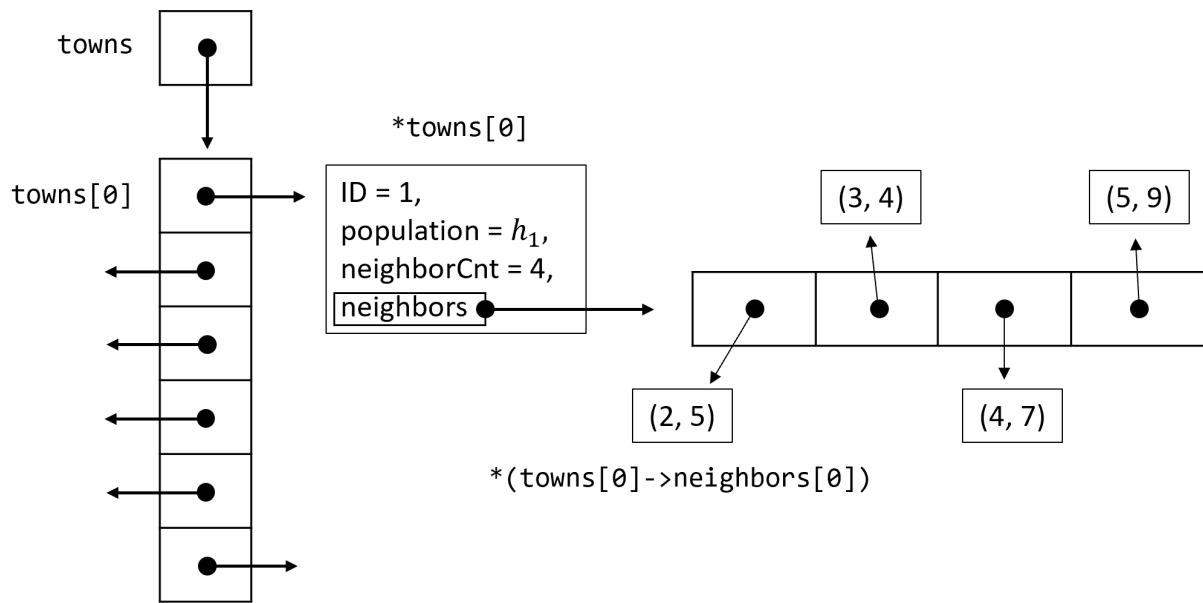 towns
*towns[0]
towns[0]
ID = 1,
population = h₁,
neighborCnt = 4,
neighbors
(3, 4)
(5, 9)
(2, 5)
(4, 7)
*(towns[0]->neighbors[0])